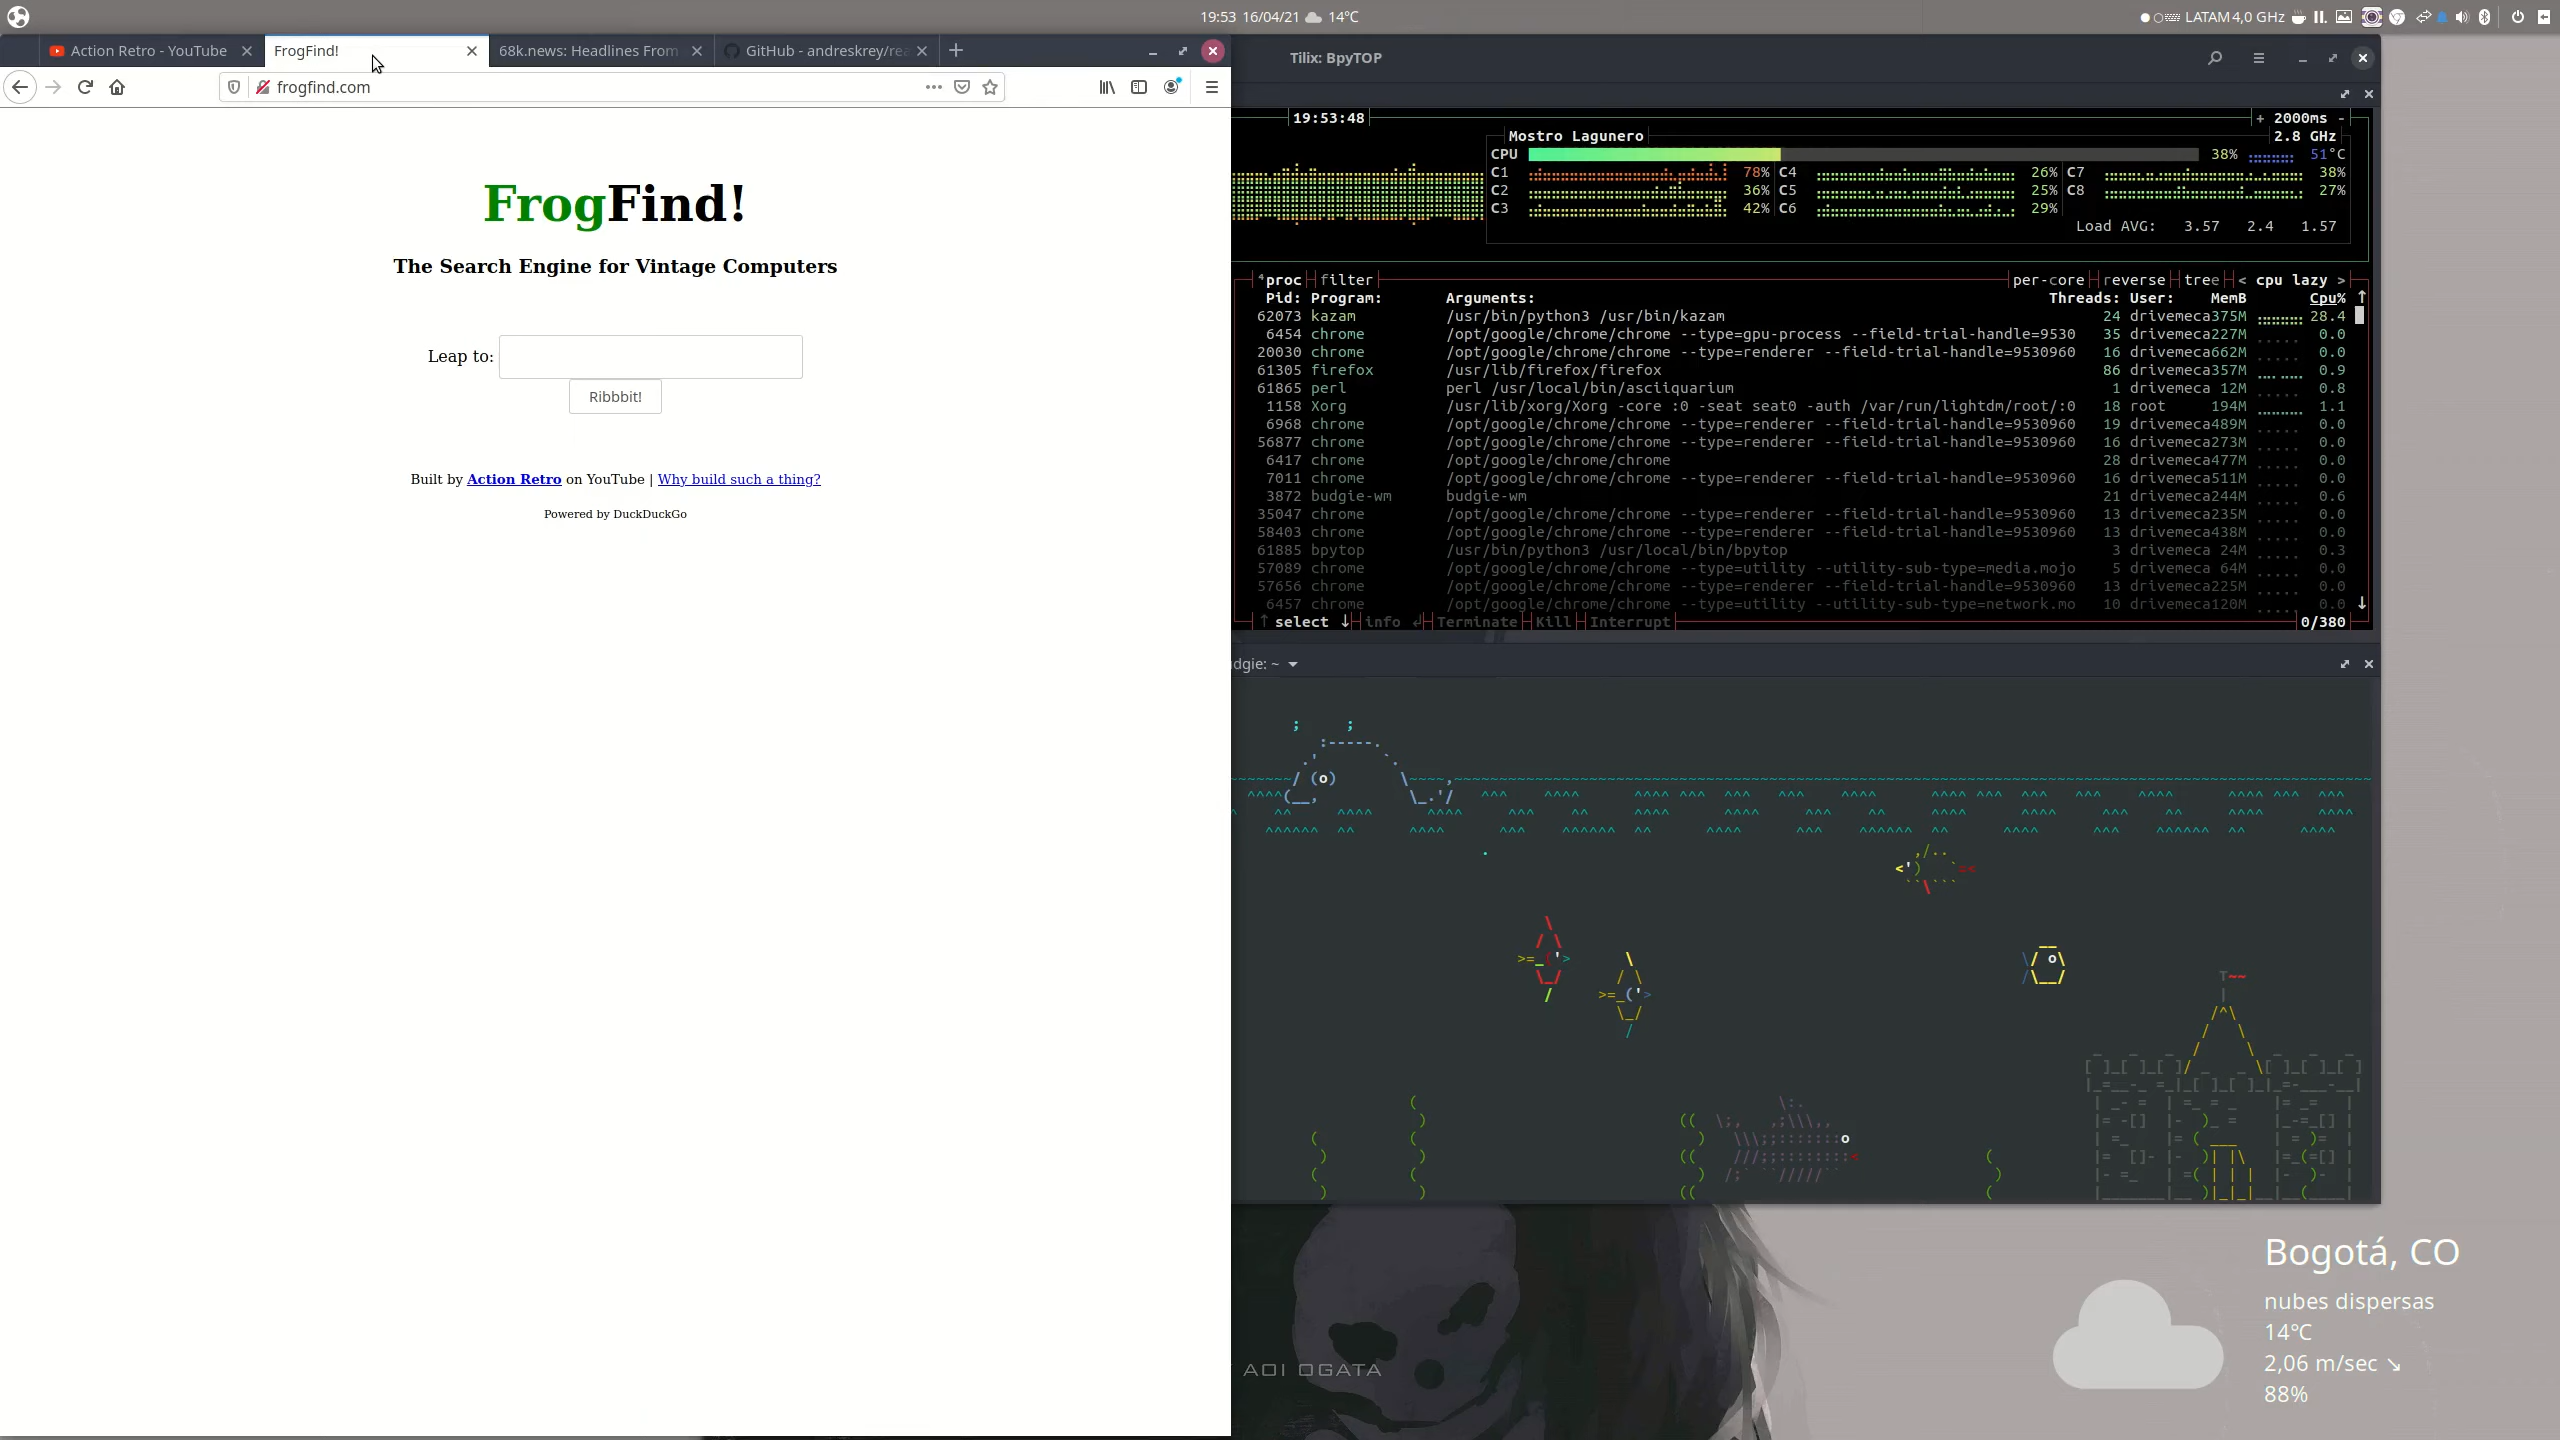 19:53 16/04/21 14°C
LATAM 4,0 GHz
Action Retro - YouTube
FrogFind!
68k.news: Headlines From
GitHub - andreskrey/rea
frogfind.com
FrogFind!
The Search Engine for Vintage Computers
Leap to:
Ribbbit!
Built by Action Retro on YouTube | Why build such a thing?
Powered by DuckDuckGo
Tilix: BpyTOP
19:53:48
+ 2000ms -
Mostro Lagunero
2.8 GHz
CPU 38% 51°C
C1 78% C4 26% C7 38%
C2 36% C5 25% C8 27%
C3 42% C6 29%
Load AVG: 3.57 2.4 1.57
⁴proc filter per-core reverse tree < cpu lazy >
Pid: Program: Arguments: Threads: User: MemB Cpu%
62073 kazam /usr/bin/python3 /usr/bin/kazam 24 drivemeca375M 28.4
6454 chrome /opt/google/chrome/chrome --type=gpu-process --field-trial-handle=9530 35 drivemeca227M 0.0
20030 chrome /opt/google/chrome/chrome --type=renderer --field-trial-handle=9530960 16 drivemeca662M 0.0
61305 firefox /usr/lib/firefox/firefox 86 drivemeca357M 0.9
61865 perl perl /usr/local/bin/asciiquarium 1 drivemeca 12M 0.8
1158 Xorg /usr/lib/xorg/Xorg -core :0 -seat seat0 -auth /var/run/lightdm/root/:0 18 root 194M 1.1
6968 chrome /opt/google/chrome/chrome --type=renderer --field-trial-handle=9530960 19 drivemeca489M 0.0
56877 chrome /opt/google/chrome/chrome --type=renderer --field-trial-handle=9530960 16 drivemeca273M 0.0
6417 chrome /opt/google/chrome/chrome 28 drivemeca477M 0.0
7011 chrome /opt/google/chrome/chrome --type=renderer --field-trial-handle=9530960 16 drivemeca511M 0.0
3872 budgie-wm budgie-wm 21 drivemeca244M 0.6
35047 chrome /opt/google/chrome/chrome --type=renderer --field-trial-handle=9530960 13 drivemeca235M 0.0
58403 chrome /opt/google/chrome/chrome --type=renderer --field-trial-handle=9530960 13 drivemeca438M 0.0
61885 bpytop /usr/bin/python3 /usr/local/bin/bpytop 3 drivemeca 24M 0.3
57089 chrome /opt/google/chrome/chrome --type=utility --utility-sub-type=media.mojo 5 drivemeca 64M 0.0
57656 chrome /opt/google/chrome/chrome --type=renderer --field-trial-handle=9530960 13 drivemeca225M 0.0
6457 chrome /opt/google/chrome/chrome --type=utility --utility-sub-type=network.mo 10 drivemeca120M 0.0
↑ select ↓ info ↲ Terminate Kill Interrupt 0/380
dgie: ~
AOI OGATA
Bogotá, CO
nubes dispersas
14°C
2,06 m/sec ↘
88%